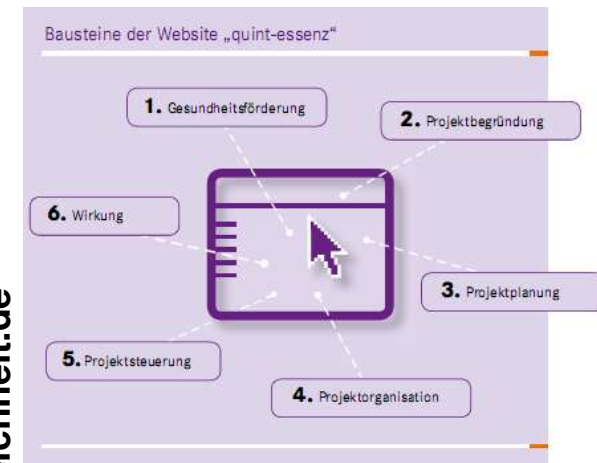 Bausteine der Website „quint-essenz“
1. Gesundheitsförderung
2. Projektbegründung
3. Projektplanung
4. Projektorganisation
5. Projektsteuerung
6. Wirkung